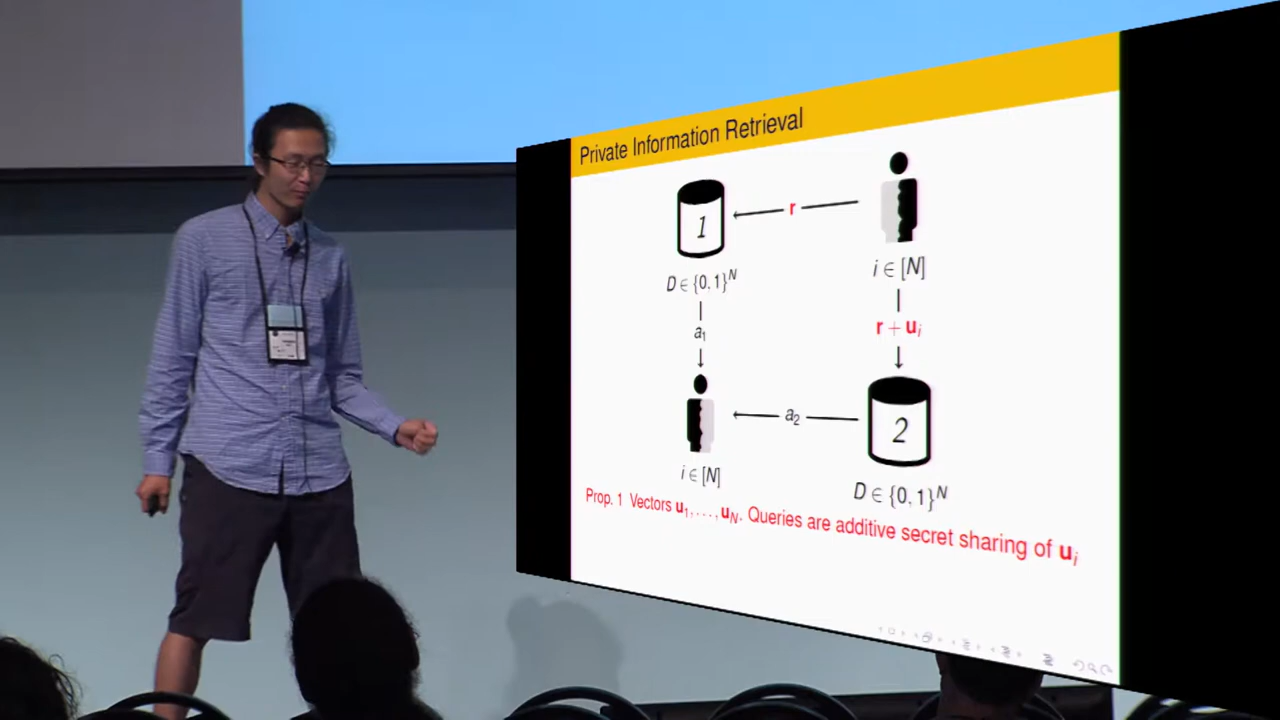 Private Information Retrieval
1
r
D ∈ {0, 1}^N
i ∈ [N]
a₁
r + uᵢ
a₂
2
i ∈ [N]
D ∈ {0, 1}^N
Prop. 1 Vectors u₁, . . . , u_N. Queries are additive secret sharing of uᵢ